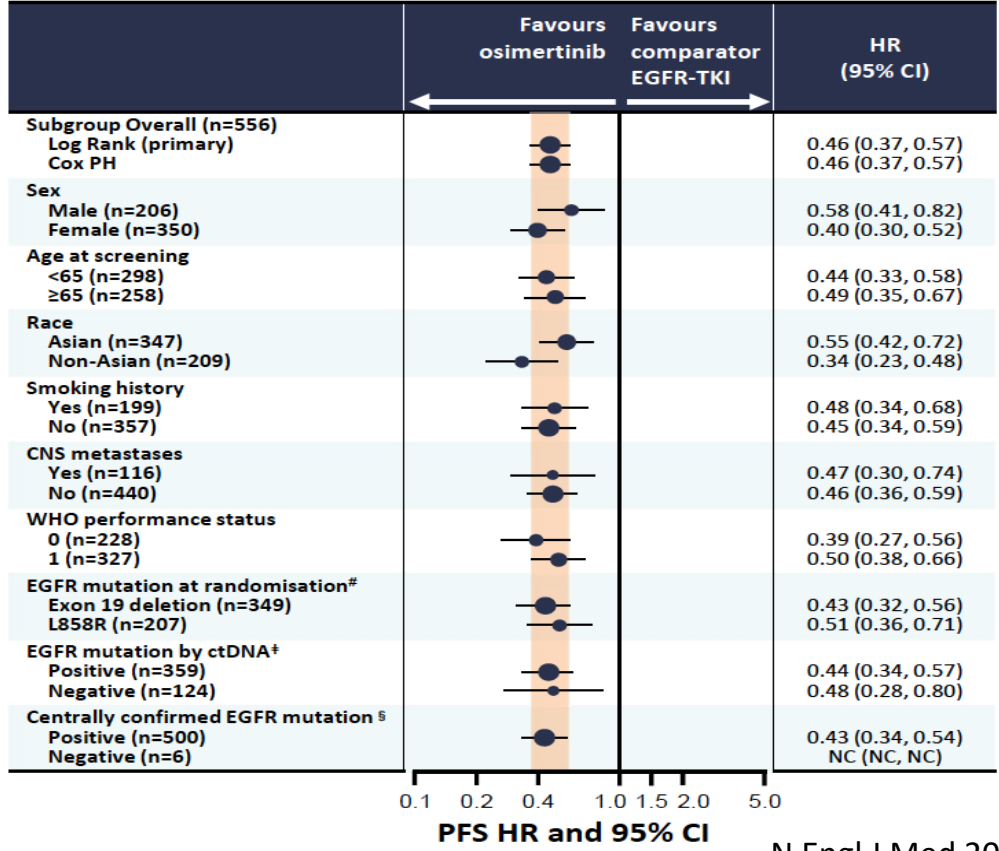 Favours osimertinib
Favours comparator EGFR-TKI
HR (95% CI)
Subgroup Overall (n=556)
Log Rank (primary) 0.46 (0.37, 0.57)
Cox PH 0.46 (0.37, 0.57)
Sex
Male (n=206) 0.58 (0.41, 0.82)
Female (n=350) 0.40 (0.30, 0.52)
Age at screening
<65 (n=298) 0.44 (0.33, 0.58)
≥65 (n=258) 0.49 (0.35, 0.67)
Race
Asian (n=347) 0.55 (0.42, 0.72)
Non-Asian (n=209) 0.34 (0.23, 0.48)
Smoking history
Yes (n=199) 0.48 (0.34, 0.68)
No (n=357) 0.45 (0.34, 0.59)
CNS metastases
Yes (n=116) 0.47 (0.30, 0.74)
No (n=440) 0.46 (0.36, 0.59)
WHO performance status
0 (n=228) 0.39 (0.27, 0.56)
1 (n=327) 0.50 (0.38, 0.66)
EGFR mutation at randomisation#
Exon 19 deletion (n=349) 0.43 (0.32, 0.56)
L858R (n=207) 0.51 (0.36, 0.71)
EGFR mutation by ctDNA‡
Positive (n=359) 0.44 (0.34, 0.57)
Negative (n=124) 0.48 (0.28, 0.80)
Centrally confirmed EGFR mutation §
Positive (n=500) 0.43 (0.34, 0.54)
Negative (n=6) NC (NC, NC)
0.1 0.2 0.4 1.0 1.5 2.0 5.0
PFS HR and 95% CI